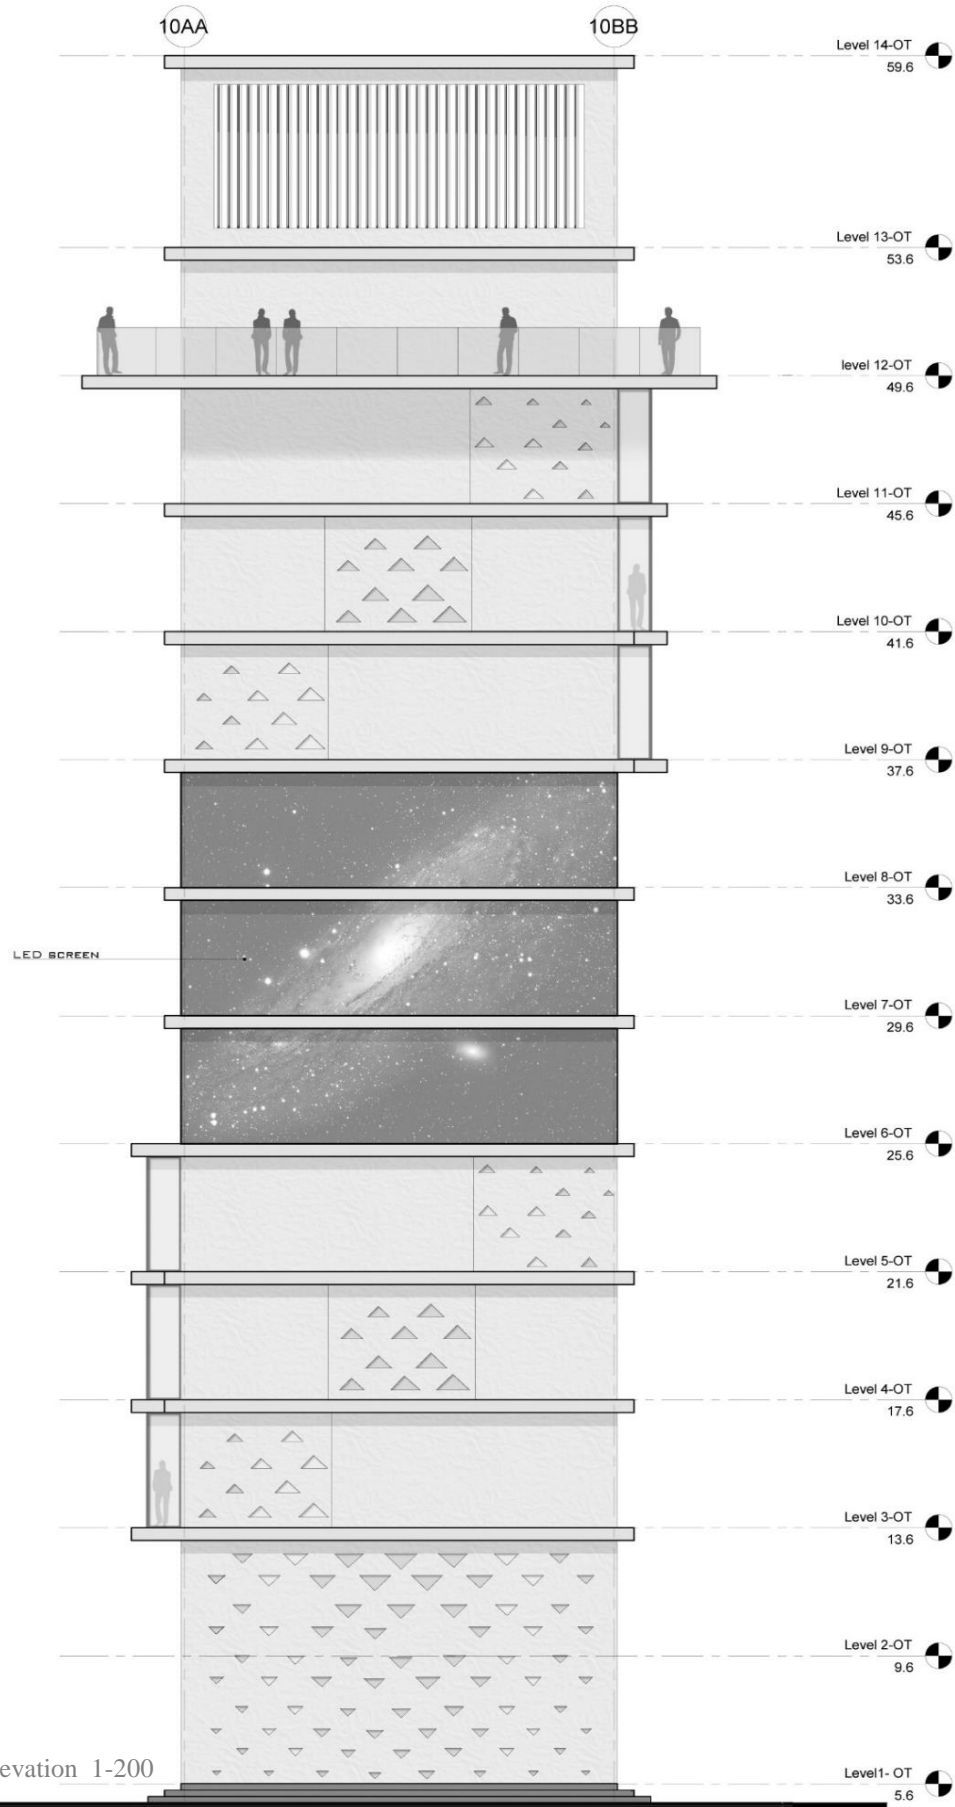 10AA 10BB
Level 14-OT
59.6
Level 13-OT
53.6
level 12-OT
49.6
Level 11-OT
45.6
Level 10-OT
41.6
Level 9-OT
37.6
Level 8-OT
33.6
LED SCREEN
Level 7-OT
29.6
Level 6-OT
25.6
Level 5-OT
21.6
Level 4-OT
17.6
Level 3-OT
13.6
Level 2-OT
9.6
evation 1-200
Level1- OT
5.6